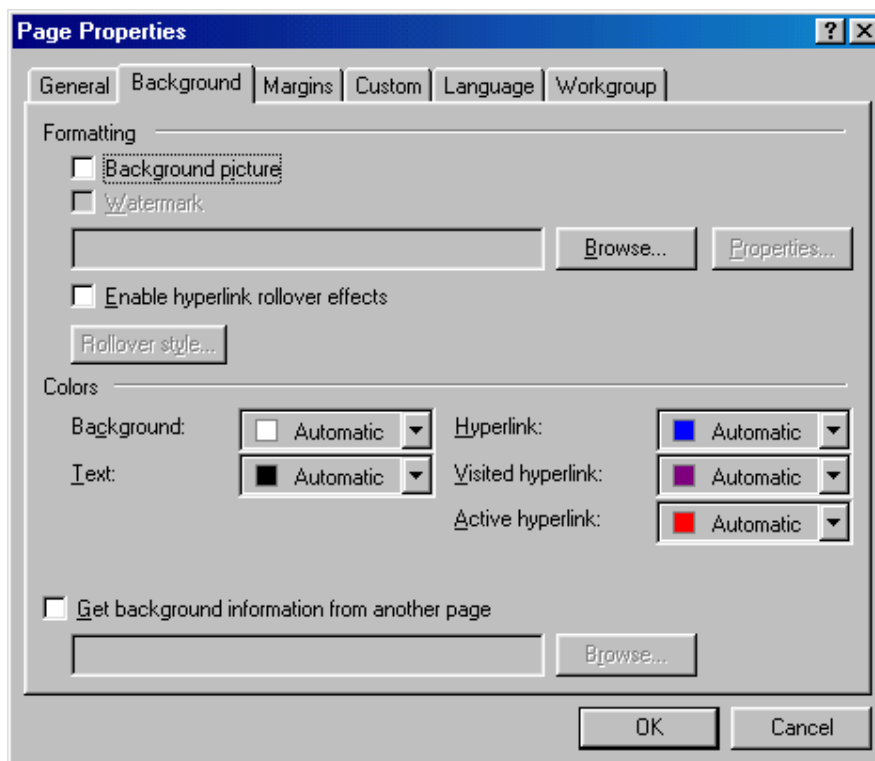 Page Properties
General Background Margins Custom Language Workgroup
Formatting
Background picture
Watermark
Browse... Properties...
Enable hyperlink rollover effects
Rollover style...
Colors
Background: Automatic Hyperlink: Automatic
Text: Automatic Visited hyperlink: Automatic
Active hyperlink: Automatic
Get background information from another page
Browse...
OK Cancel